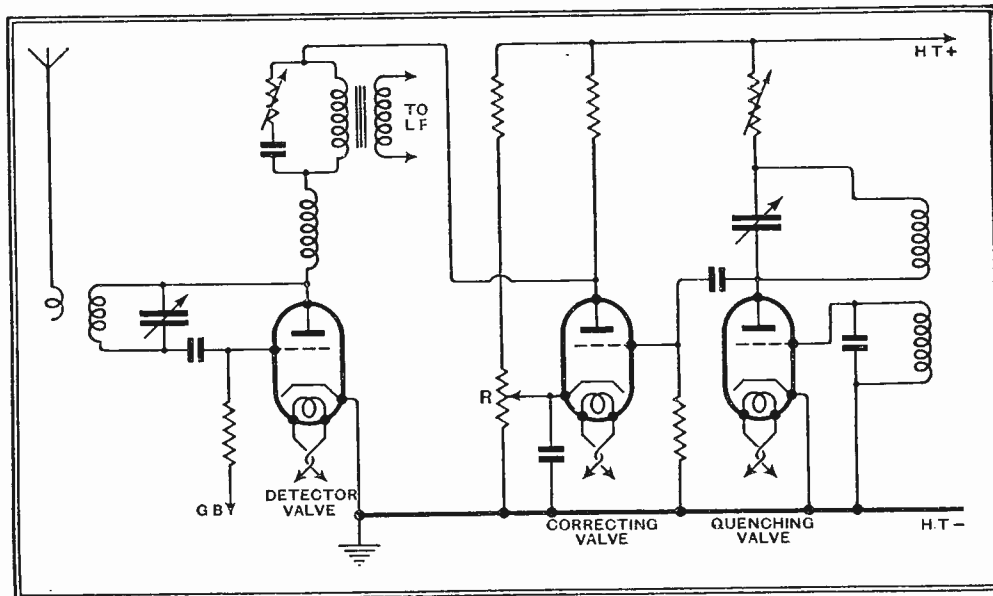 HT+
TO
LF
R
DETECTOR
VALVE
GB
CORRECTING
VALVE
QUENCHING
VALVE
H.T-